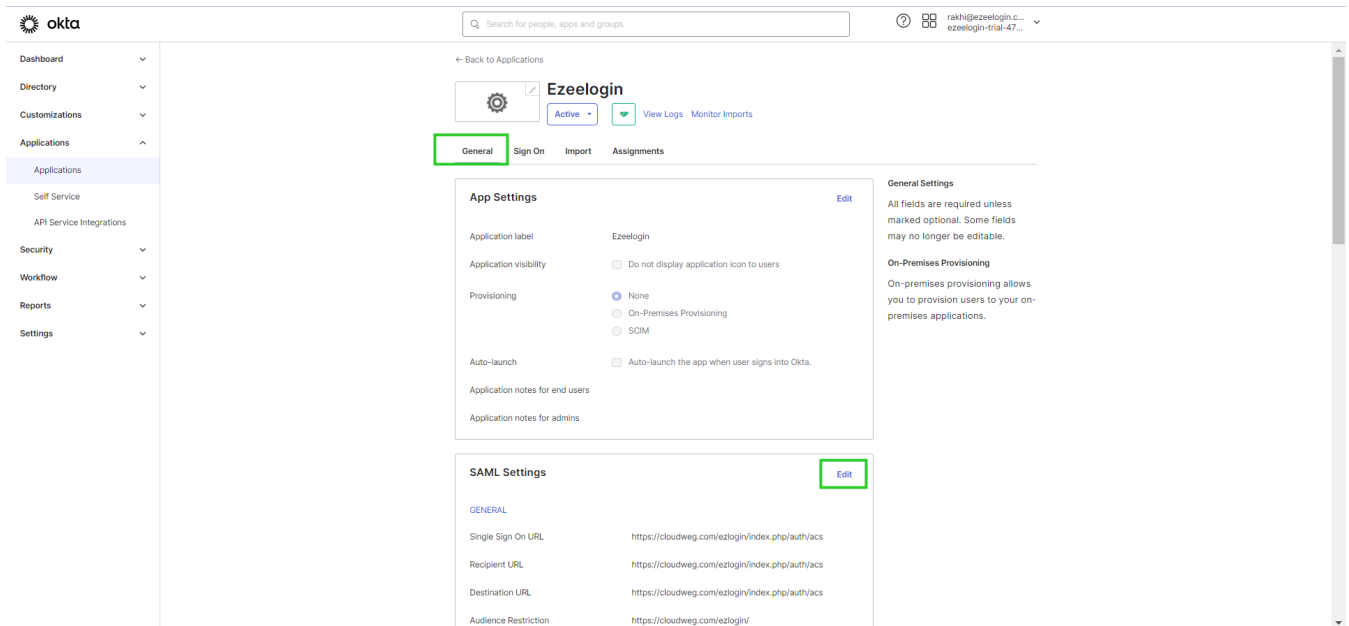 okta
Search for people, apps and groups
rakhi@ezeelogin.c...
ezeelogin-trial-47...
Dashboard
Directory
Customizations
Applications
Applications
Self Service
API Service Integrations
Security
Workflow
Reports
Settings
← Back to Applications
Ezeelogin
Active
View Logs Monitor Imports
General Sign On Import Assignments
App Settings
Edit
Application label Ezeelogin
Application visibility Do not display application icon to users
Provisioning None
On-Premises Provisioning
SCIM
Auto-launch Auto-launch the app when user signs into Okta.
Application notes for end users
Application notes for admins
SAML Settings
Edit
GENERAL
Single Sign On URL https://cloudweg.com/ezlogin/index.php/auth/acs
Recipient URL https://cloudweg.com/ezlogin/index.php/auth/acs
Destination URL https://cloudweg.com/ezlogin/index.php/auth/acs
Audience Restriction https://cloudweg.com/ezlogin/
General Settings
All fields are required unless
marked optional. Some fields
may no longer be editable.
On-Premises Provisioning
On-premises provisioning allows
you to provision users to your on-
premises applications.